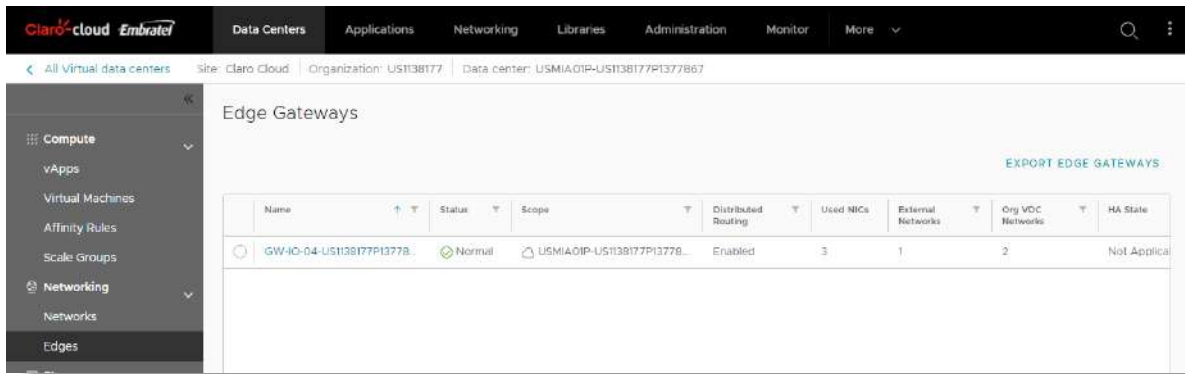 Claro-cloud Embratel Data Centers Applications Networking Libraries Administration Monitor More
All Virtual data centers Site: Claro Cloud Organization: US1138177 Data center: USMIA01P-US1138177P1377867
Edge Gateways
Compute
vApps
EXPORT EDGE GATEWAYS
Virtual Machines
Name Status Scope Distributed Routing Used NICs External Networks Org VDC Networks HA State
Affinity Rules
GW-IO-04-US1138177P13778... Normal USMIA01P-US1138177P13778... Enabled 3 1 2 Not Applica
Scale Groups
Networking
Networks
Edges